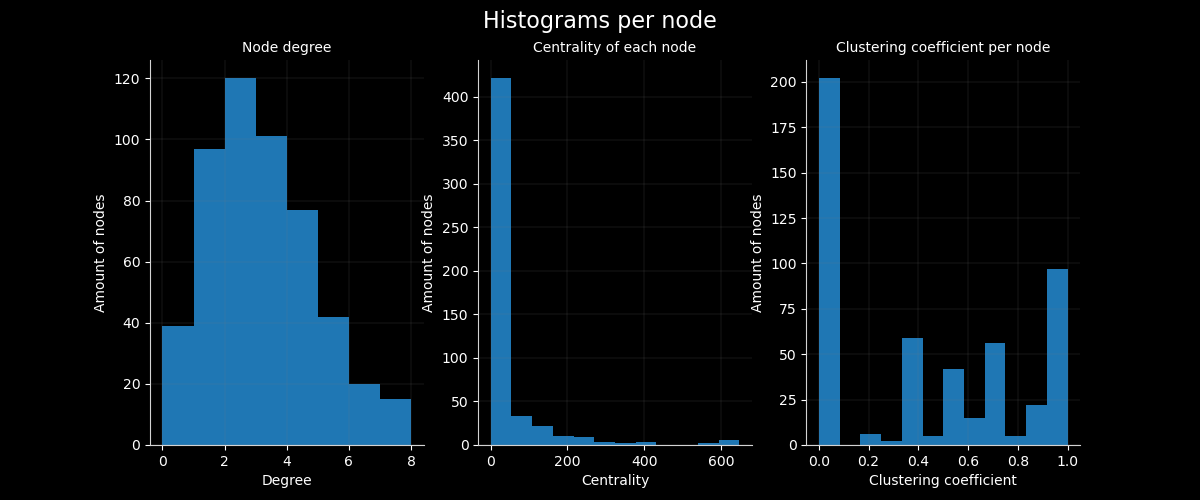 Histograms per node
Node degree
Amount of nodes
120
100
80
60
40
20
0
0 2 4 6 8
Degree
Centrality of each node
Amount of nodes
400
350
300
250
200
150
100
50
0
0 200 400 600
Centrality
Clustering coefficient per node
Amount of nodes
200
175
150
125
100
75
50
25
0
0.0 0.2 0.4 0.6 0.8 1.0
Clustering coefficient